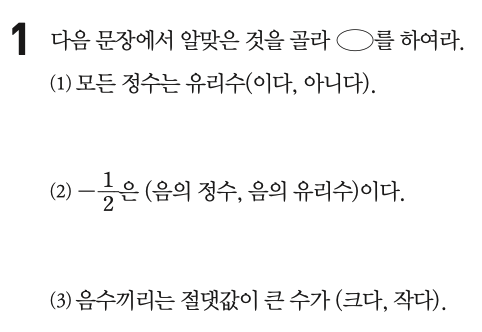 1 다음 문장에서 알맞은 것을 골라 ◯를 하여라.
(1) 모든 정수는 유리수(이다, 아니다).
(2) －1/2은 (음의 정수, 음의 유리수)이다.
(3) 음수끼리는 절댓값이 큰 수가 (크다, 작다).